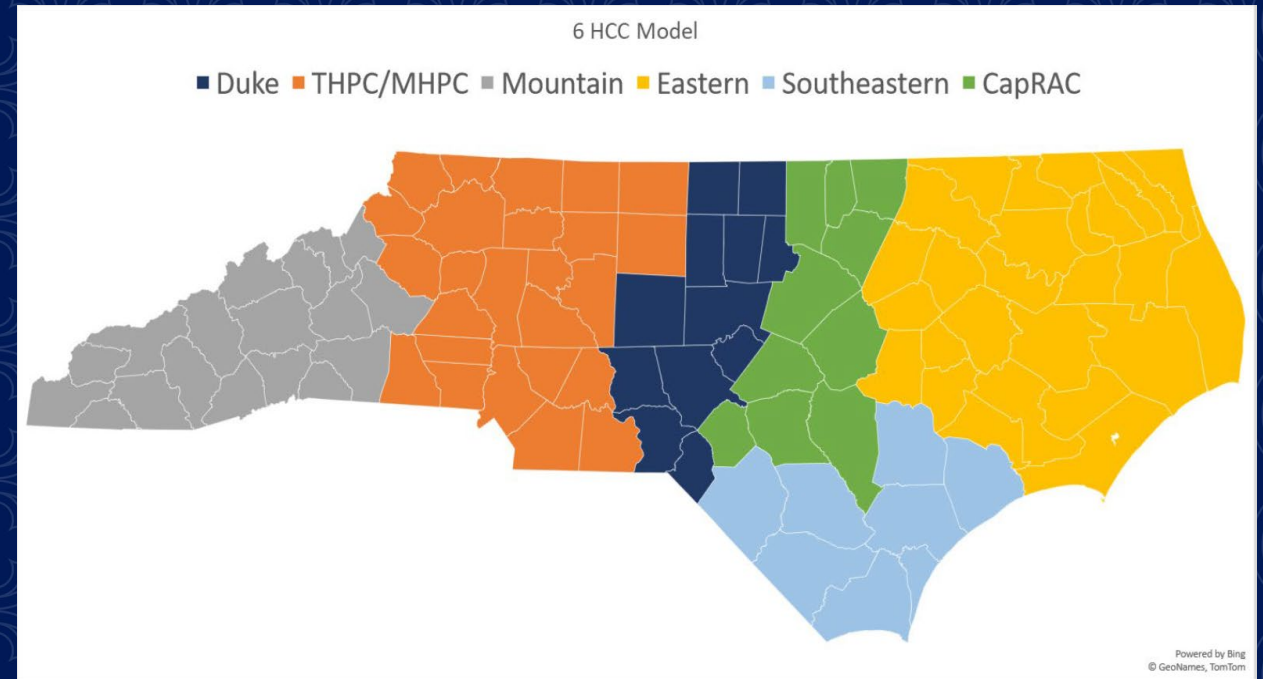 6 HCC Model
Duke THPC/MHPC Mountain Eastern Southeastern CapRAC
Powered by Bing
© GeoNames, TomTom